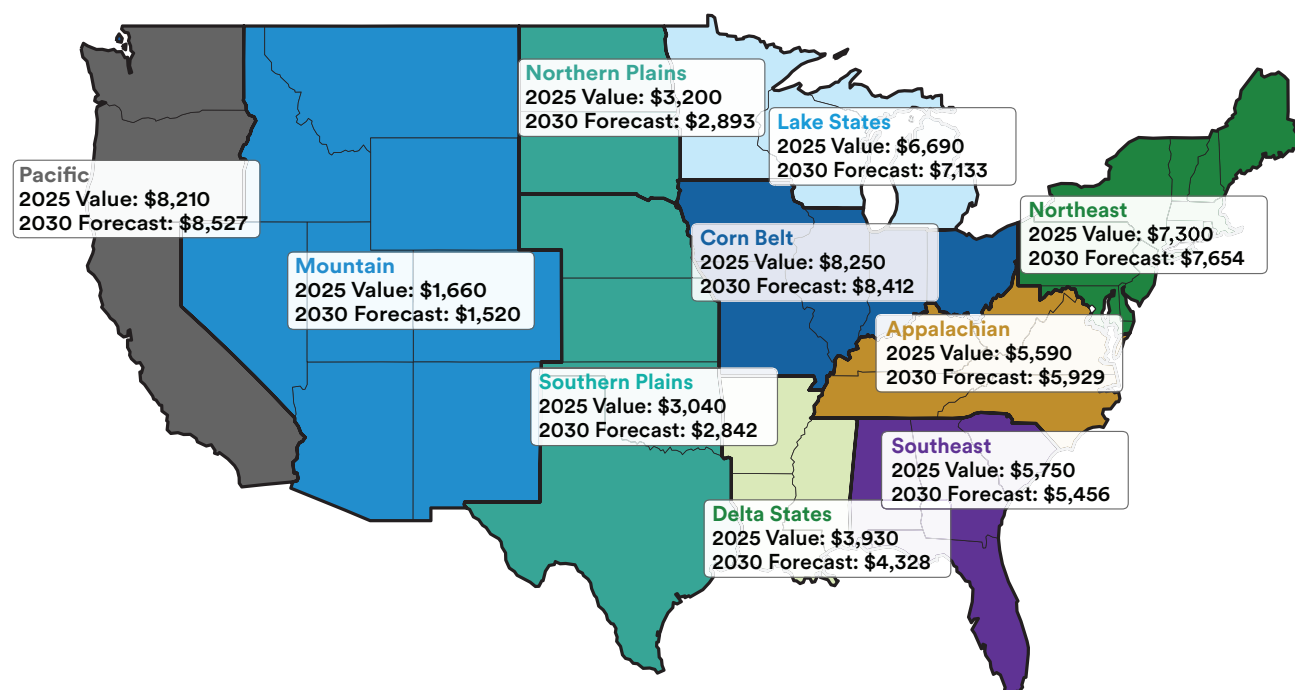 Northern Plains
2025 Value: $3,200
2030 Forecast: $2,893
Lake States
2025 Value: $6,690
2030 Forecast: $7,133
Pacific
2025 Value: $8,210
2030 Forecast: $8,527
Northeast
2025 Value: $7,300
2030 Forecast: $7,654
Corn Belt
2025 Value: $8,250
2030 Forecast: $8,412
Mountain
2025 Value: $1,660
2030 Forecast: $1,520
Appalachian
2025 Value: $5,590
2030 Forecast: $5,929
Southern Plains
2025 Value: $3,040
2030 Forecast: $2,842
Southeast
2025 Value: $5,750
2030 Forecast: $5,456
Delta States
2025 Value: $3,930
2030 Forecast: $4,328